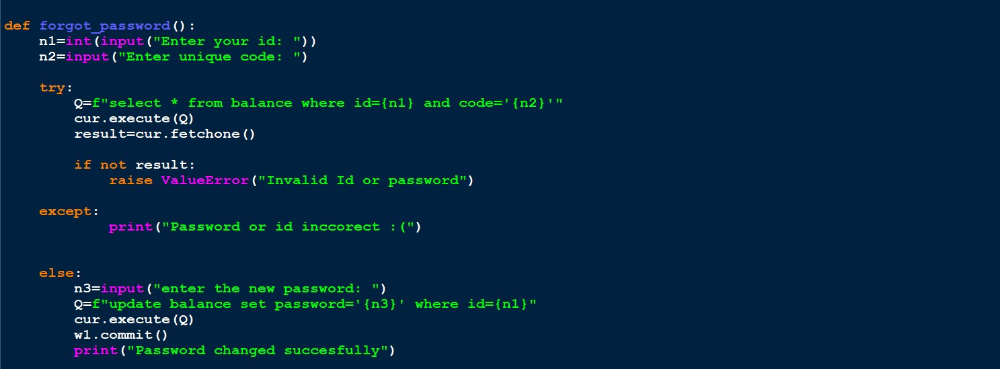 def forgot_password():
    n1=int(input("Enter your id: "))
    n2=input("Enter unique code: ")
    try:
        Q=f"select * from balance where id={n1} and code='{n2}'"
        cur.execute(Q)
        result=cur.fetchone()
        if not result:
            raise ValueError("Invalid Id or password")
    except:
            print("Password or id inccorect :(")
    else:
        n3=input("enter the new password: ")
        Q=f"update balance set password='{n3}' where id={n1}"
        cur.execute(Q)
        w1.commit()
        print("Password changed succesfully")